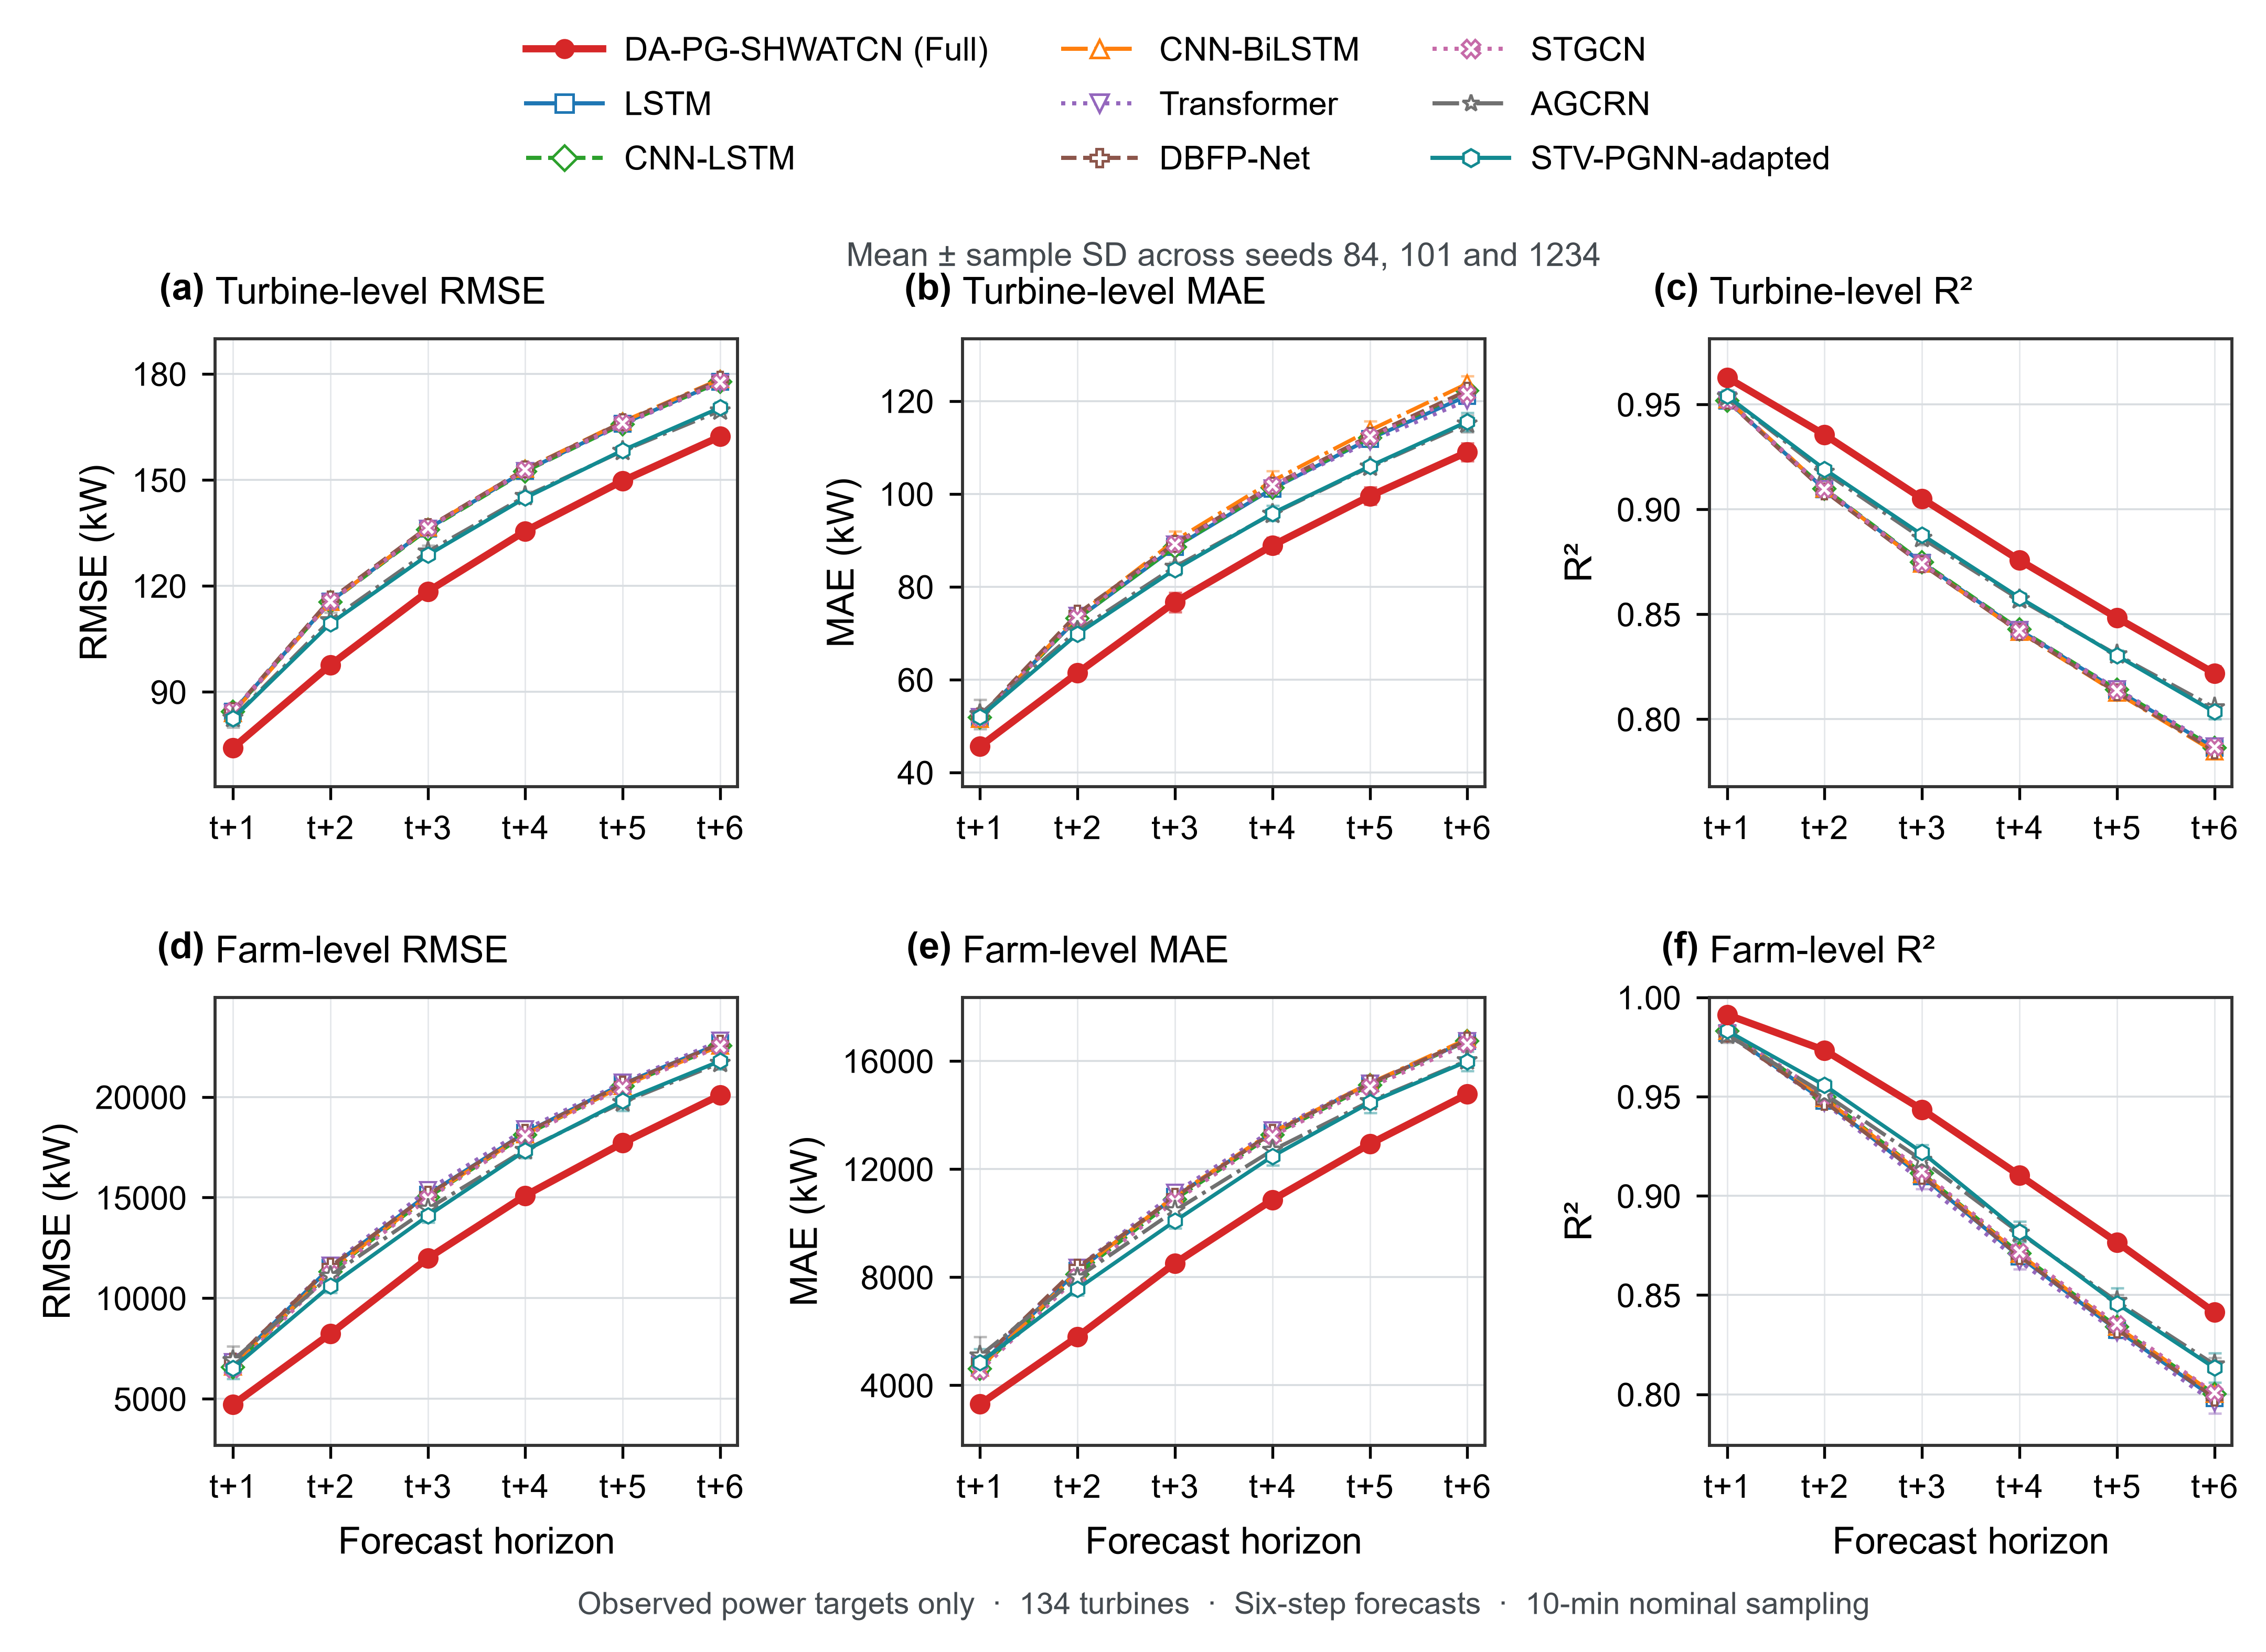 DA-PG-SHWATCN (Full)
LSTM
CNN-LSTM
CNN-BiLSTM
Transformer
DBFP-Net
STGCN
AGCRN
STV-PGNN-adapted
Mean ± sample SD across seeds 84, 101 and 1234
(a) Turbine-level RMSE
RMSE (kW)
180
150
120
90
t+1 t+2 t+3 t+4 t+5 t+6
(b) Turbine-level MAE
MAE (kW)
120
100
80
60
40
t+1 t+2 t+3 t+4 t+5 t+6
(c) Turbine-level R²
R²
0.95
0.90
0.85
0.80
t+1 t+2 t+3 t+4 t+5 t+6
(d) Farm-level RMSE
RMSE (kW)
20000
15000
10000
5000
t+1 t+2 t+3 t+4 t+5 t+6
Forecast horizon
(e) Farm-level MAE
MAE (kW)
16000
12000
8000
4000
t+1 t+2 t+3 t+4 t+5 t+6
Forecast horizon
(f) Farm-level R²
R²
1.00
0.95
0.90
0.85
0.80
t+1 t+2 t+3 t+4 t+5 t+6
Forecast horizon
Observed power targets only · 134 turbines · Six-step forecasts · 10-min nominal sampling